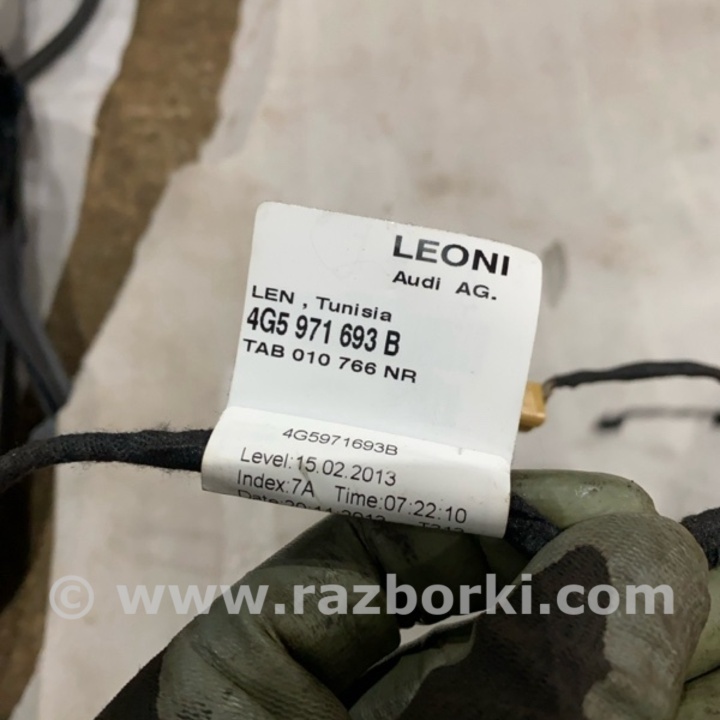 LEONI
Audi AG.
LEN , Tunisia
4G5 971 693 B
TAB 010 766 NR
4G5971693B
Level:15.02.2013
Index:7A Time:07:22:10
© www.razborki.com